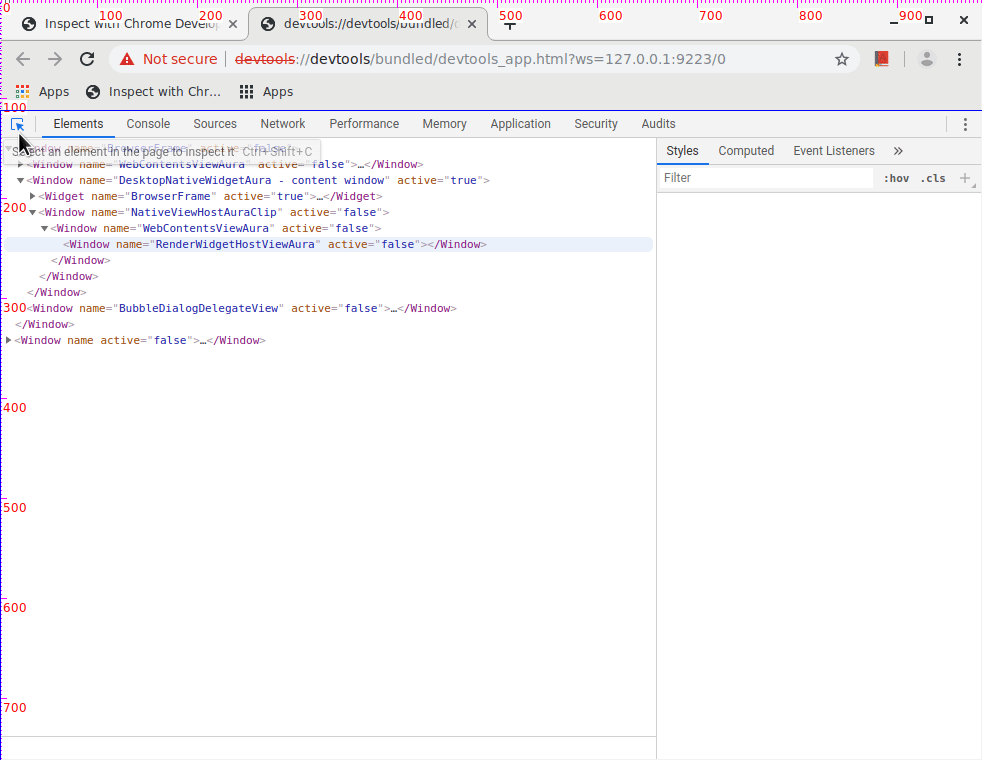 0 100 200 300 400 500 600 700 800 900
Inspect with Chrome Develop
devtools://devtools/bundled/d
Not secure devtools://devtools/bundled/devtools_app.html?ws=127.0.0.1:9223/0
Apps Inspect with Chr... Apps
100
Elements Console Sources Network Performance Memory Application Security Audits
Select an element in the page to inspect it Ctrl+Shift+C
<Window name="WebContentsViewAura" active="false">…</Window>
<Window name="DesktopNativeWidgetAura - content window" active="true">
<Widget name="BrowserFrame" active="true">…</Widget>
200
<Window name="NativeViewHostAuraClip" active="false">
<Window name="WebContentsViewAura" active="false">
<Window name="RenderWidgetHostViewAura" active="false"></Window>
</Window>
</Window>
</Window>
300
<Window name="BubbleDialogDelegateView" active="false">…</Window>
</Window>
<Window name active="false">…</Window>
400
500
600
700
Styles Computed Event Listeners »
Filter :hov .cls +